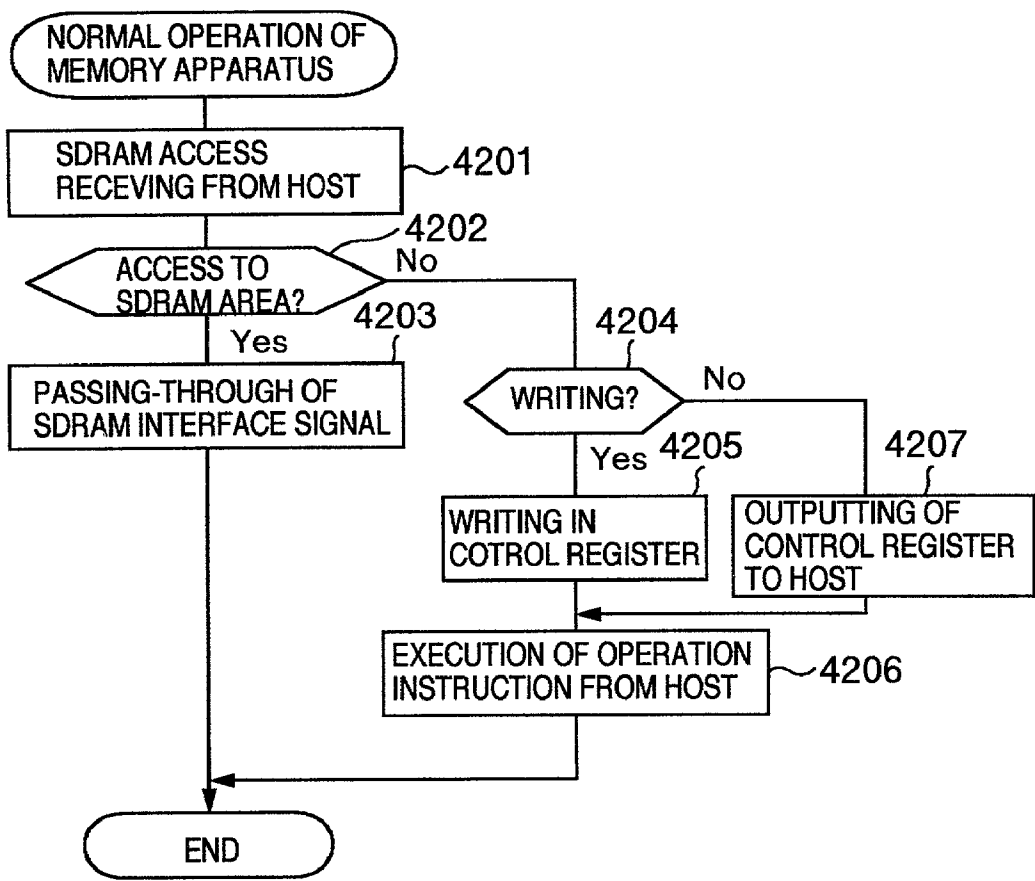 NORMAL OPERATION OF
MEMORY APPARATUS
SDRAM ACCESS
RECEVING FROM HOST
4201
4202
ACCESS TO
SDRAM AREA?
No
Yes
4203
PASSING-THROUGH OF
SDRAM INTERFACE SIGNAL
4204
WRITING?
No
Yes
4205
WRITING IN
COTROL REGISTER
4207
OUTPUTTING OF
CONTROL REGISTER
TO HOST
EXECUTION OF OPERATION
INSTRUCTION FROM HOST
4206
END